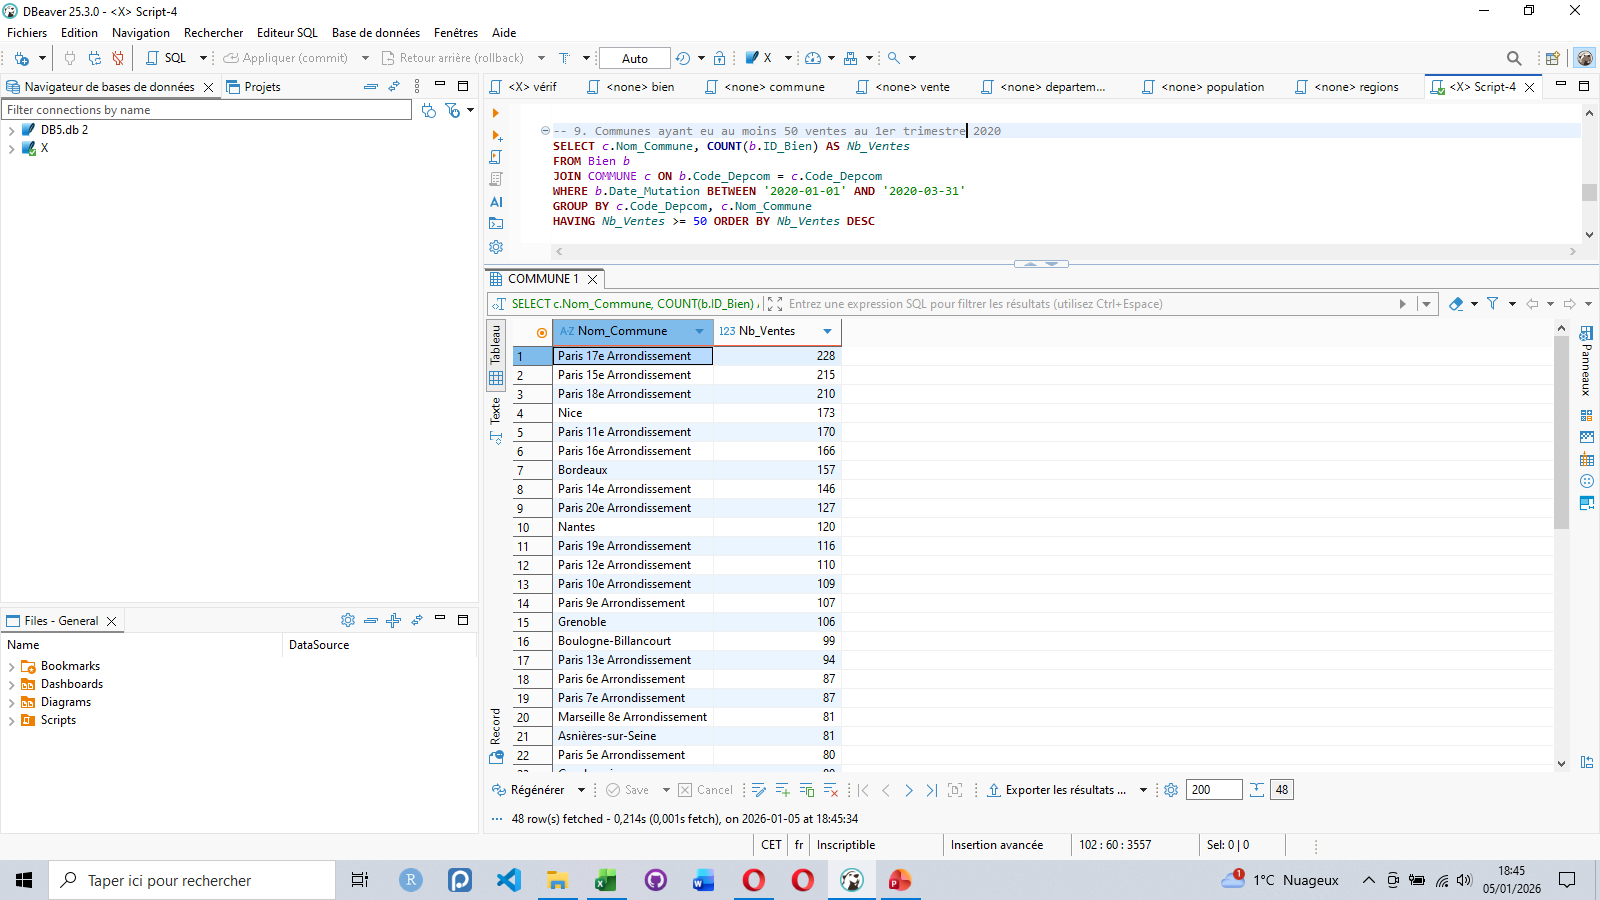 DBeaver 25.3.0 - <X> Script-4
Fichiers Edition Navigation Rechercher Editeur SQL Base de données Fenêtres Aide
SQL Appliquer (commit) Retour arrière (rollback) T Auto X
Navigateur de bases de données Projets
<X> vérif <none> bien <none> commune <none> vente <none> departem... <none> population <none> regions <X> Script-4
Filter connections by name
DB5.db 2
X
-- 9. Communes ayant eu au moins 50 ventes au 1er trimestre 2020
SELECT c.Nom_Commune, COUNT(b.ID_Bien) AS Nb_Ventes
FROM Bien b
JOIN COMMUNE c ON b.Code_Depcom = c.Code_Depcom
WHERE b.Date_Mutation BETWEEN '2020-01-01' AND '2020-03-31'
GROUP BY c.Code_Depcom, c.Nom_Commune
HAVING Nb_Ventes >= 50 ORDER BY Nb_Ventes DESC
AI
COMMUNE 1
SELECT c.Nom_Commune, COUNT(b.ID_Bien) Entrez une expression SQL pour filtrer les résultats (utilisez Ctrl+Espace)
Tableau
Texte
Record
Panneaux
AZ Nom_Commune 123 Nb_Ventes
1 Paris 17e Arrondissement 228
2 Paris 15e Arrondissement 215
3 Paris 18e Arrondissement 210
4 Nice 173
5 Paris 11e Arrondissement 170
6 Paris 16e Arrondissement 166
7 Bordeaux 157
8 Paris 14e Arrondissement 146
9 Paris 20e Arrondissement 127
10 Nantes 120
11 Paris 19e Arrondissement 116
12 Paris 12e Arrondissement 110
13 Paris 10e Arrondissement 109
14 Paris 9e Arrondissement 107
15 Grenoble 106
16 Boulogne-Billancourt 99
17 Paris 13e Arrondissement 94
18 Paris 6e Arrondissement 87
19 Paris 7e Arrondissement 87
20 Marseille 8e Arrondissement 81
21 Asnières-sur-Seine 81
22 Paris 5e Arrondissement 80
Files - General
Name DataSource
Bookmarks
Dashboards
Diagrams
Scripts
Régénérer Save Cancel Exporter les résultats ... 200 48
48 row(s) fetched - 0,214s (0,001s fetch), on 2026-01-05 at 18:45:34
CET fr Inscriptible Insertion avancée 102 : 60 : 3557 Sel: 0 | 0
Taper ici pour rechercher
1 1°C Nuageux
18:45
05/01/2026